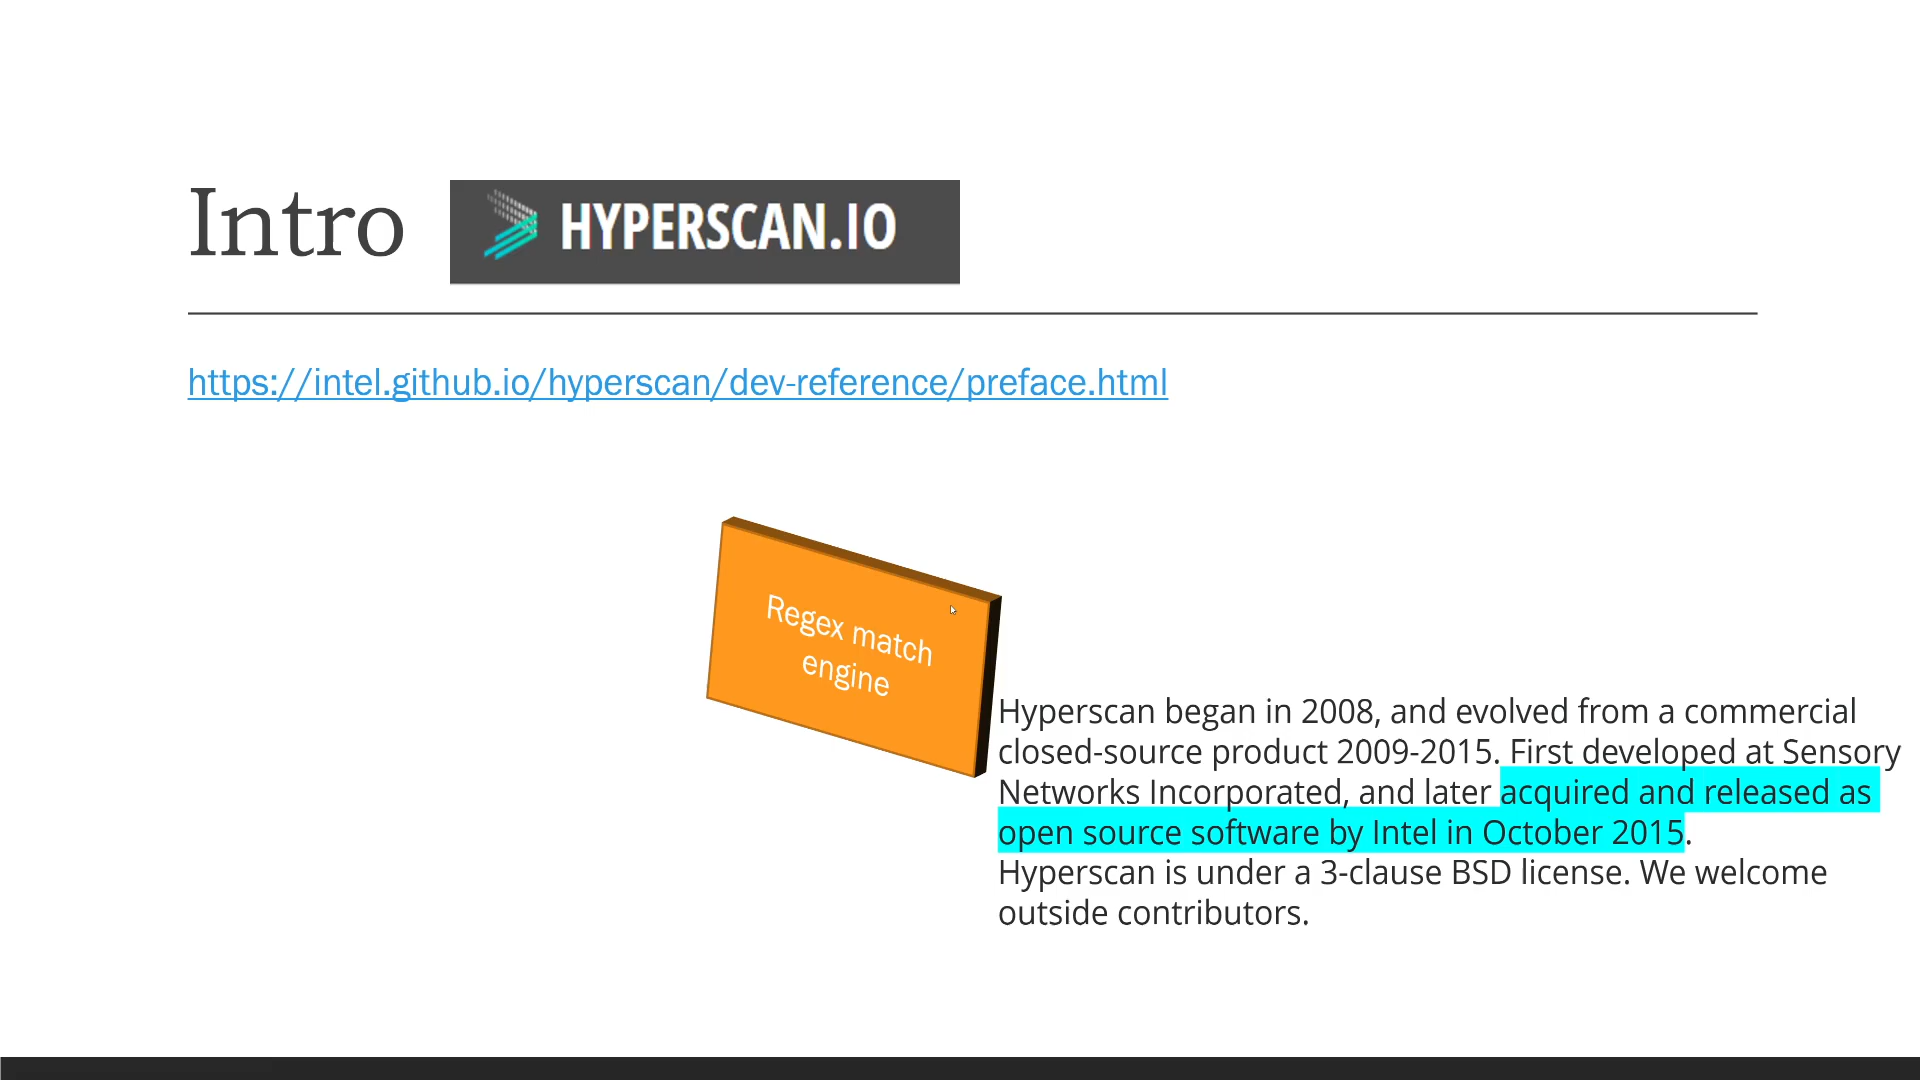 Intro
HYPERSCAN.IO
https://intel.github.io/hyperscan/dev-reference/preface.html
Regex match
engine
Hyperscan began in 2008, and evolved from a commercial
closed-source product 2009-2015. First developed at Sensory
Networks Incorporated, and later acquired and released as
open source software by Intel in October 2015.
Hyperscan is under a 3-clause BSD license. We welcome
outside contributors.